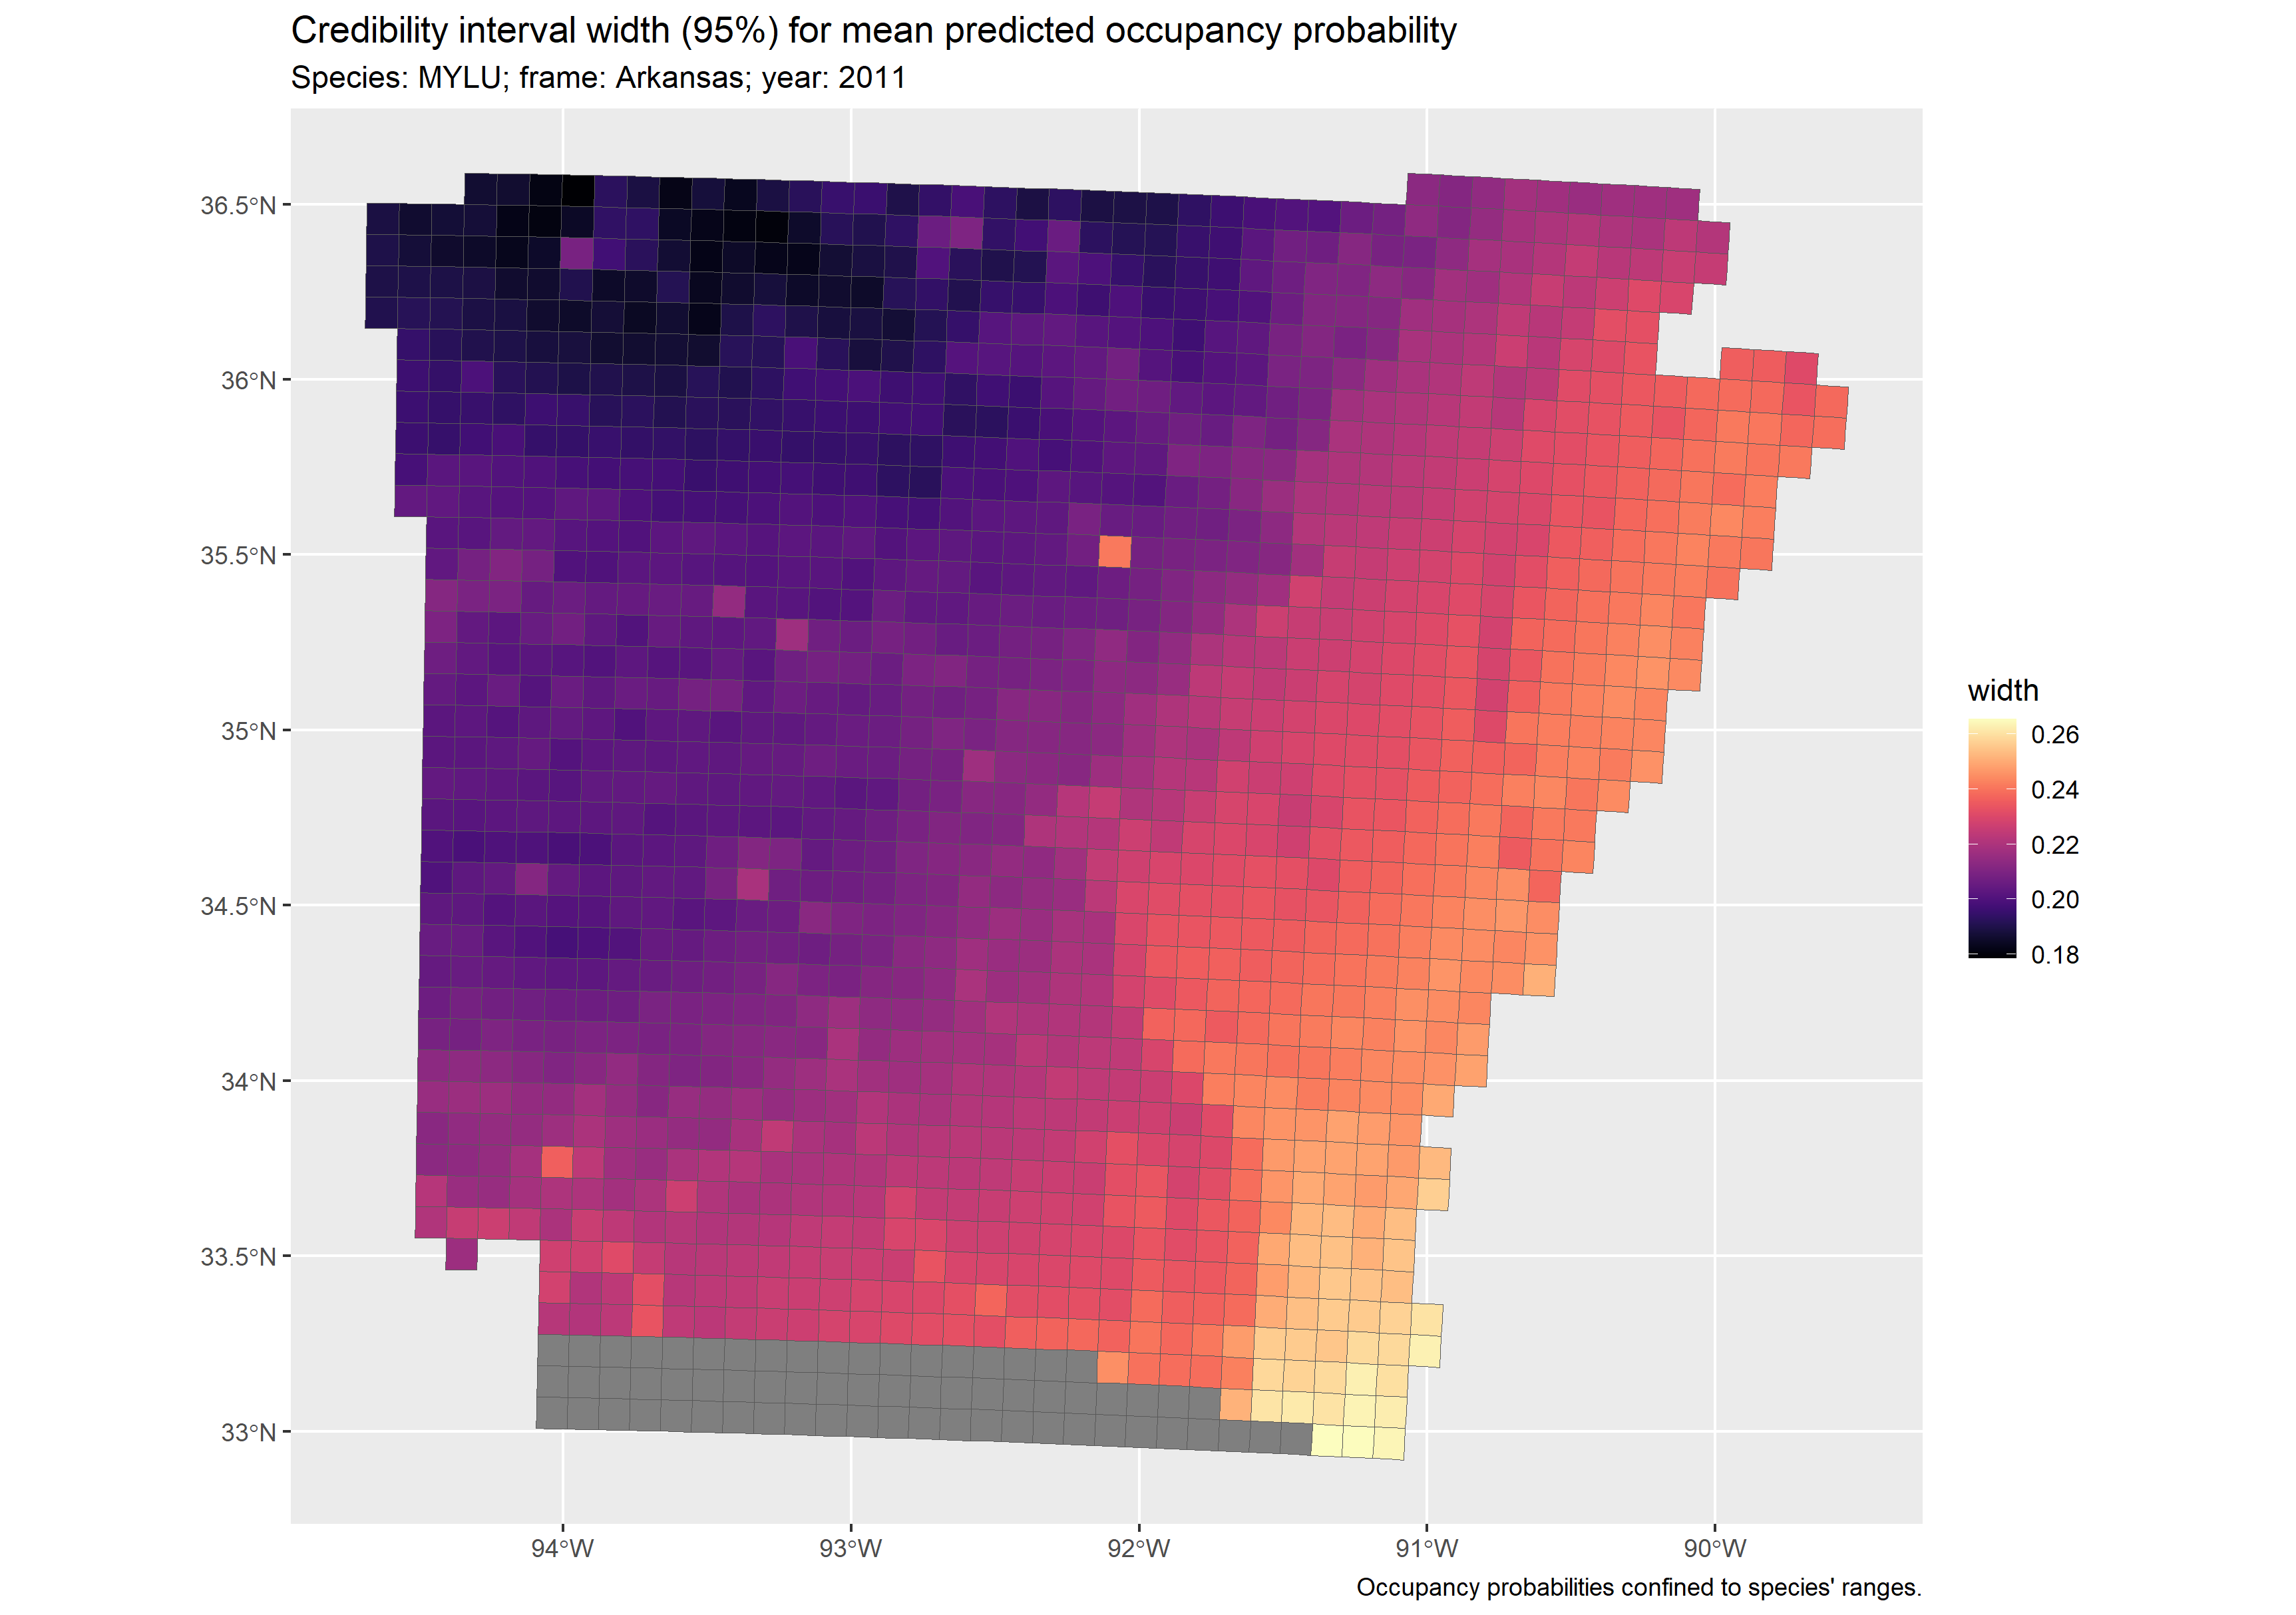 Credibility interval width (95%) for mean predicted occupancy probability
Species: MYLU; frame: Arkansas; year: 2011
36.5°N
36°N
35.5°N
35°N
34.5°N
34°N
33.5°N
33°N
94°W 93°W 92°W 91°W 90°W
width
0.26
0.24
0.22
0.20
0.18
Occupancy probabilities confined to species' ranges.